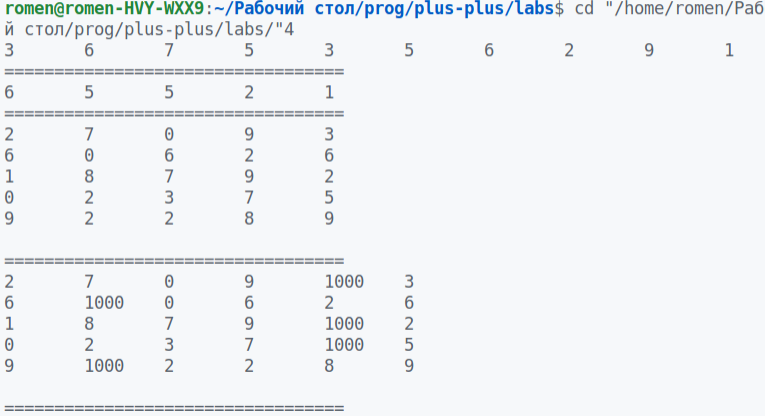 romen@romen-HVY-WXX9:~/Рабочий стол/prog/plus-plus/labs$ cd "/home/romen/Раб
й стол/prog/plus-plus/labs/"4
3 6 7 5 3 5 6 2 9 1
==================================
6 5 5 2 1
==================================
2 7 0 9 3
6 0 6 2 6
1 8 7 9 2
0 2 3 7 5
9 2 2 8 9
==================================
2 7 0 9 1000 3
6 1000 0 6 2 6
1 8 7 9 1000 2
0 2 3 7 1000 5
9 1000 2 2 8 9
==================================